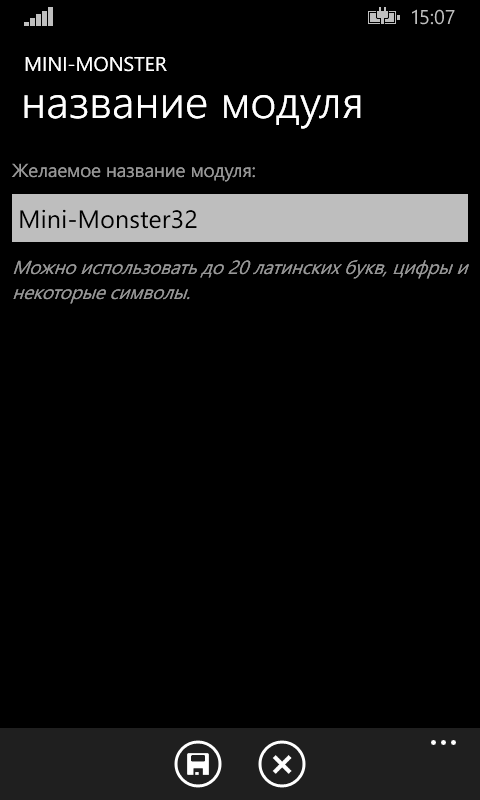 15:07
MINI-MONSTER
название модуля
Желаемое название модуля:
Mini-Monster32
Можно использовать до 20 латинских букв, цифры и
некоторые символы.